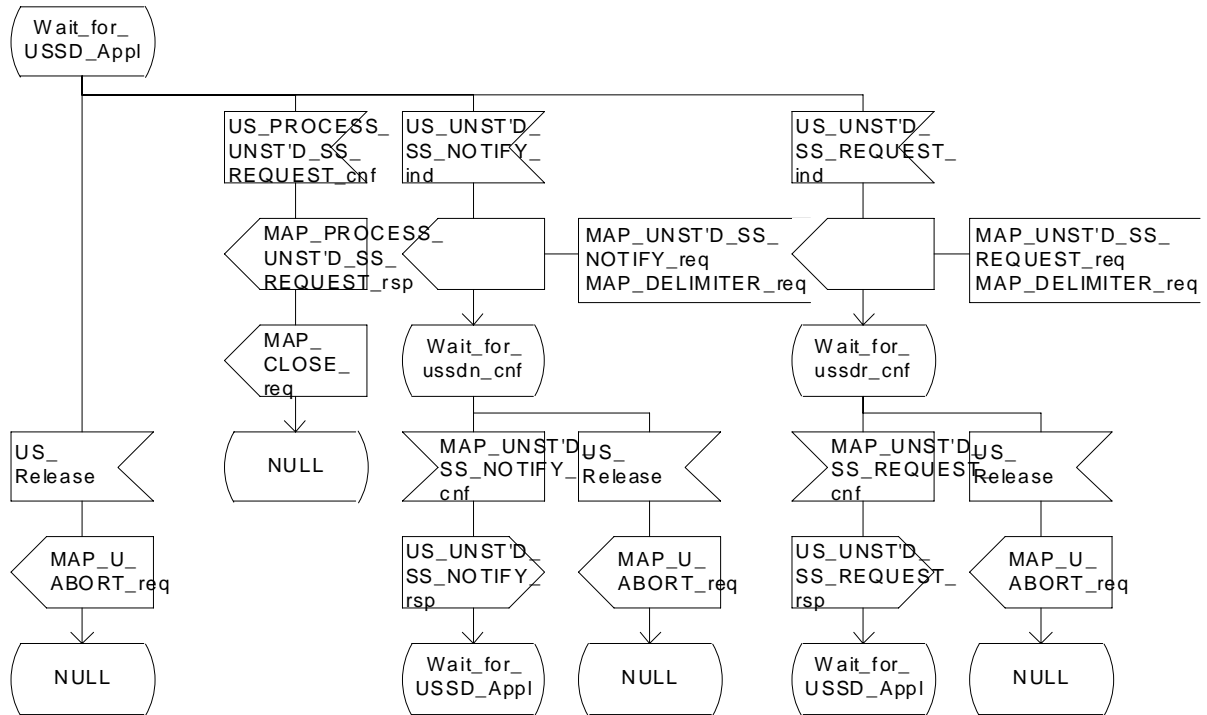 Wait_for_
USSD_Appl
US_PROCESS_
UNST'D_SS_
REQUEST_cnf
US_UNST'D_
SS_NOTIFY_
ind
US_UNST'D_
SS_REQUEST_
ind
MAP_PROCESS_
UNST'D_SS_
REQUEST_rsp
MAP_UNST'D_SS_
NOTIFY_req
MAP_DELIMITER_req
MAP_UNST'D_SS_
REQUEST_req
MAP_DELIMITER_req
MAP_
CLOSE_
req
Wait_for_
ussdn_cnf
Wait_for_
ussdr_cnf
US_
Release
NULL
MAP_UNST'D_
SS_NOTIFY_
cnf
US_
Release
MAP_UNST'D_
SS_REQUEST_
cnf
US_
Release
MAP_U_
ABORT_req
US_UNST'D_
SS_NOTIFY_
rsp
MAP_U_
ABORT_req
US_UNST'D_
SS_REQUEST_
rsp
MAP_U_
ABORT_req
NULL
Wait_for_
USSD_Appl
NULL
Wait_for_
USSD_Appl
NULL